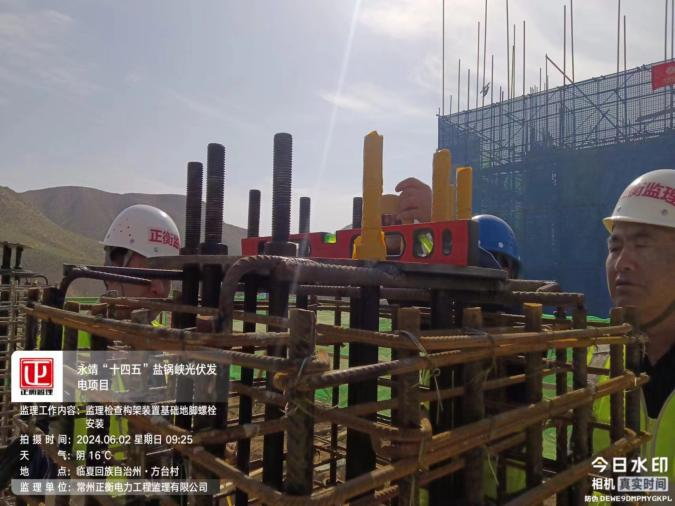 正衡监理
正衡监理
正衡监理
永靖“十四五”盐锅峡光伏发
电项目
监理工作内容：监理检查构架装置基础地脚螺栓
安装
拍摄时间：2024.06.02 星期日 09:25
天气：阴 16℃
地点：临夏回族自治州·方台村
监理单位：常州正衡电力工程监理有限公司
今日水印
相机 真实时间
防伪 DEWE9DMPMYGKPL